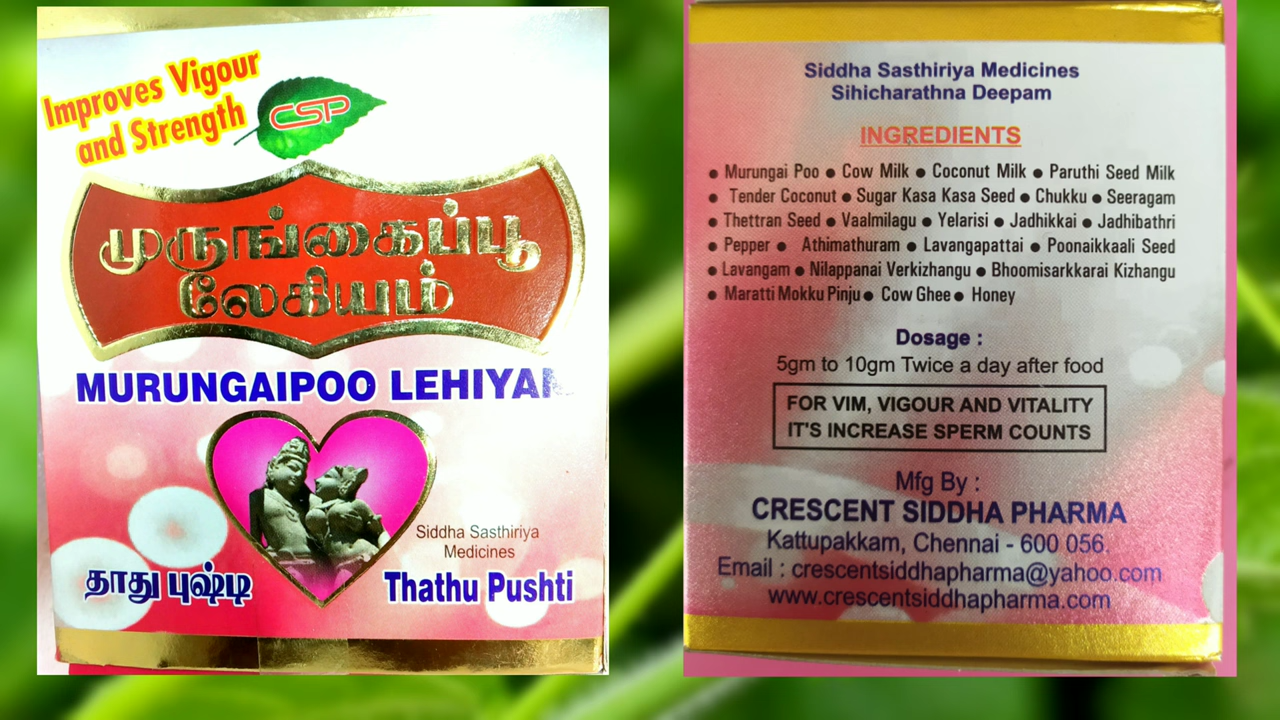 Improves Vigour
and Strength
CSP
முருங்கைப்பூ
லேகியம்
MURUNGAIPOO LEHIYAM
Siddha Sasthiriya
Medicines
தாது புஷ்டி
Thathu Pushti
Siddha Sasthiriya Medicines
Sihicharathna Deepam
INGREDIENTS
● Murungai Poo ● Cow Milk ● Coconut Milk ● Paruthi Seed Milk
● Tender Coconut ● Sugar Kasa Kasa Seed ● Chukku ● Seeragam
● Thettran Seed ● Vaalmilagu ● Yelarisi ● Jadhikkai ● Jadhibathri
● Pepper ● Athimathuram ● Lavangapattai ● Poonaikkaali Seed
● Lavangam ● Nilappanai Verkizhangu ● Bhoomisarkkarai Kizhangu
● Maratti Mokku Pinju ● Cow Ghee ● Honey
Dosage :
5gm to 10gm Twice a day after food
FOR VIM, VIGOUR AND VITALITY
IT'S INCREASE SPERM COUNTS
Mfg By :
CRESCENT SIDDHA PHARMA
Kattupakkam, Chennai - 600 056.
Email : crescentsiddhapharma@yahoo.com
www.crescentsiddhapharma.com